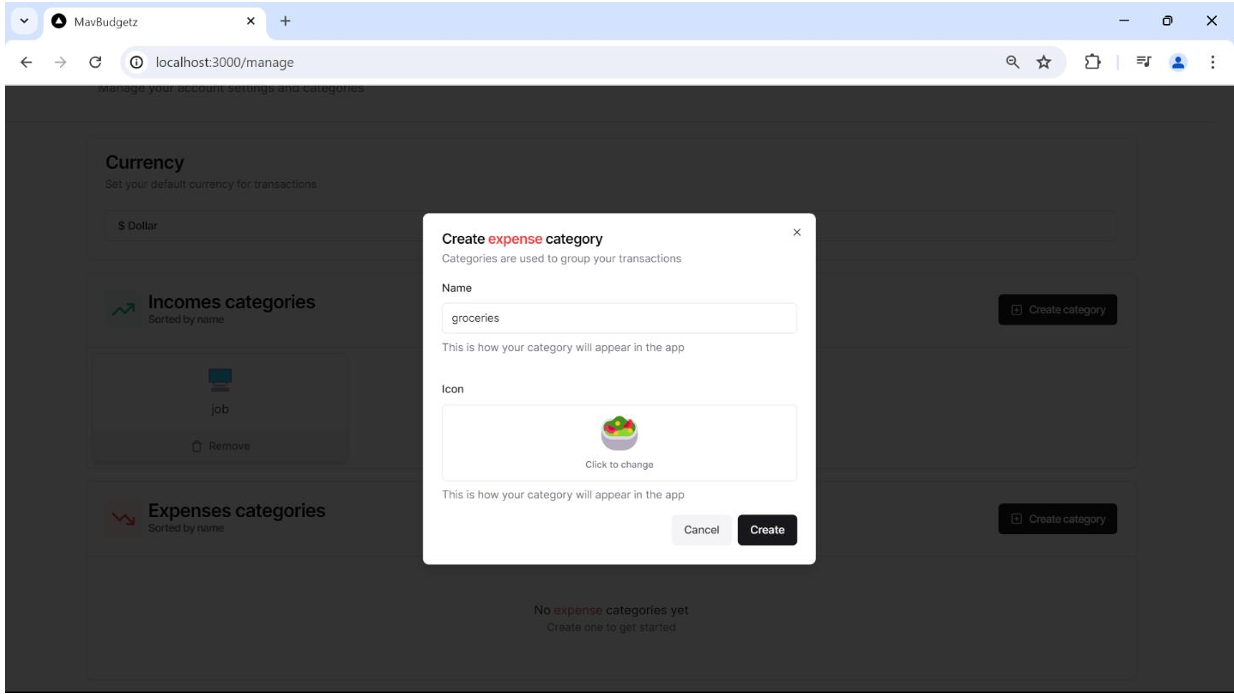 MavBudgetz
localhost:3000/manage
Manage your account settings and categories
Currency
Set your default currency for transactions
$ Dollar
Create expense category
Categories are used to group your transactions
Name
groceries
This is how your category will appear in the app
Icon
Click to change
This is how your category will appear in the app
Cancel
Create
Incomes categories
Sorted by name
Create category
job
Remove
Expenses categories
Sorted by name
Create category
No expense categories yet
Create one to get started